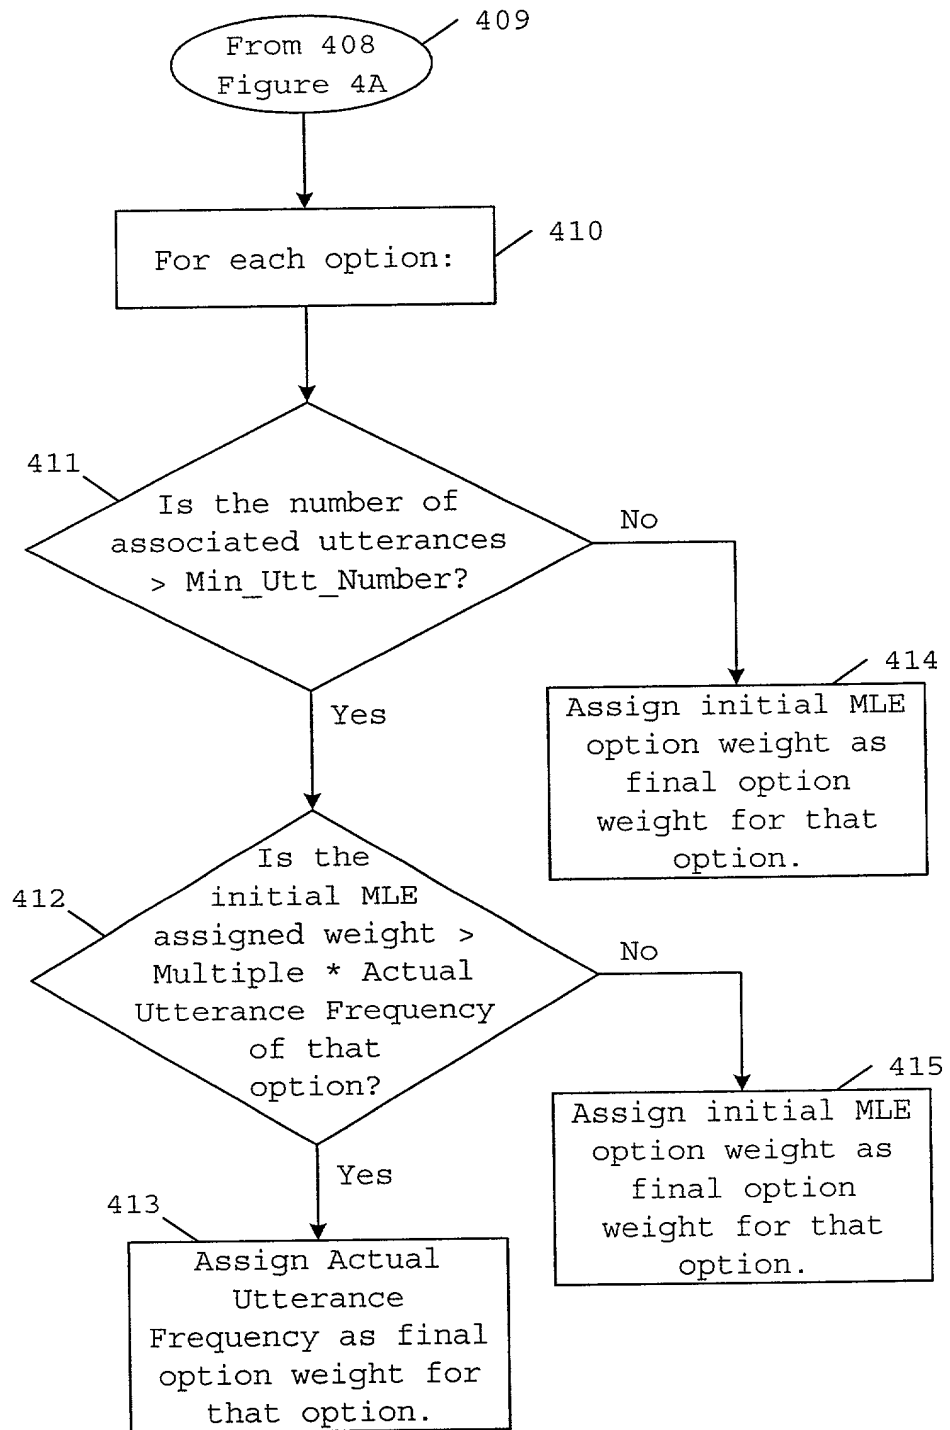 409
From 408
Figure 4A
410
For each option:
411
Is the number of
associated utterances
> Min_Utt_Number?
No
Yes
414
Assign initial MLE
option weight as
final option
weight for that
option.
412
Is the
initial MLE
assigned weight >
Multiple * Actual
Utterance Frequency
of that
option?
No
Yes
415
Assign initial MLE
option weight as
final option
weight for that
option.
413
Assign Actual
Utterance
Frequency as final
option weight for
that option.